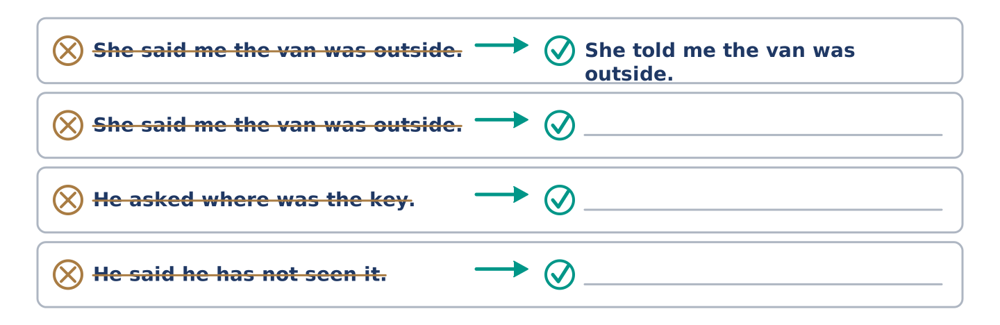 She said me the van was outside. She told me the van was
outside.
She said me the van was outside.
He asked where was the key.
He said he has not seen it.